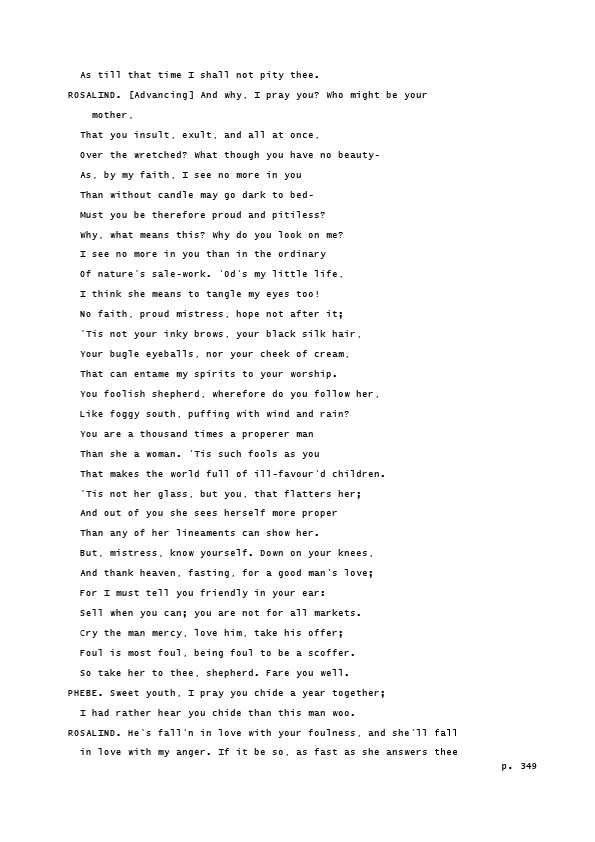 As till that time I shall not pity thee.
ROSALIND. [Advancing] And why, I pray you? Who might be your
mother,
That you insult, exult, and all at once,
Over the wretched? What though you have no beauty-
As, by my faith, I see no more in you
Than without candle may go dark to bed-
Must you be therefore proud and pitiless?
Why, what means this? Why do you look on me?
I see no more in you than in the ordinary
Of nature's sale-work. 'Od's my little life,
I think she means to tangle my eyes too!
No faith, proud mistress, hope not after it;
'Tis not your inky brows, your black silk hair,
Your bugle eyeballs, nor your cheek of cream,
That can entame my spirits to your worship.
You foolish shepherd, wherefore do you follow her,
Like foggy south, puffing with wind and rain?
You are a thousand times a properer man
Than she a woman. 'Tis such fools as you
That makes the world full of ill-favour'd children.
'Tis not her glass, but you, that flatters her;
And out of you she sees herself more proper
Than any of her lineaments can show her.
But, mistress, know yourself. Down on your knees,
And thank heaven, fasting, for a good man's love;
For I must tell you friendly in your ear:
Sell when you can; you are not for all markets.
Cry the man mercy, love him, take his offer;
Foul is most foul, being foul to be a scoffer.
So take her to thee, shepherd. Fare you well.
PHEBE. Sweet youth, I pray you chide a year together;
I had rather hear you chide than this man woo.
ROSALIND. He's fall'n in love with your foulness, and she'll fall
in love with my anger. If it be so, as fast as she answers thee
p. 349